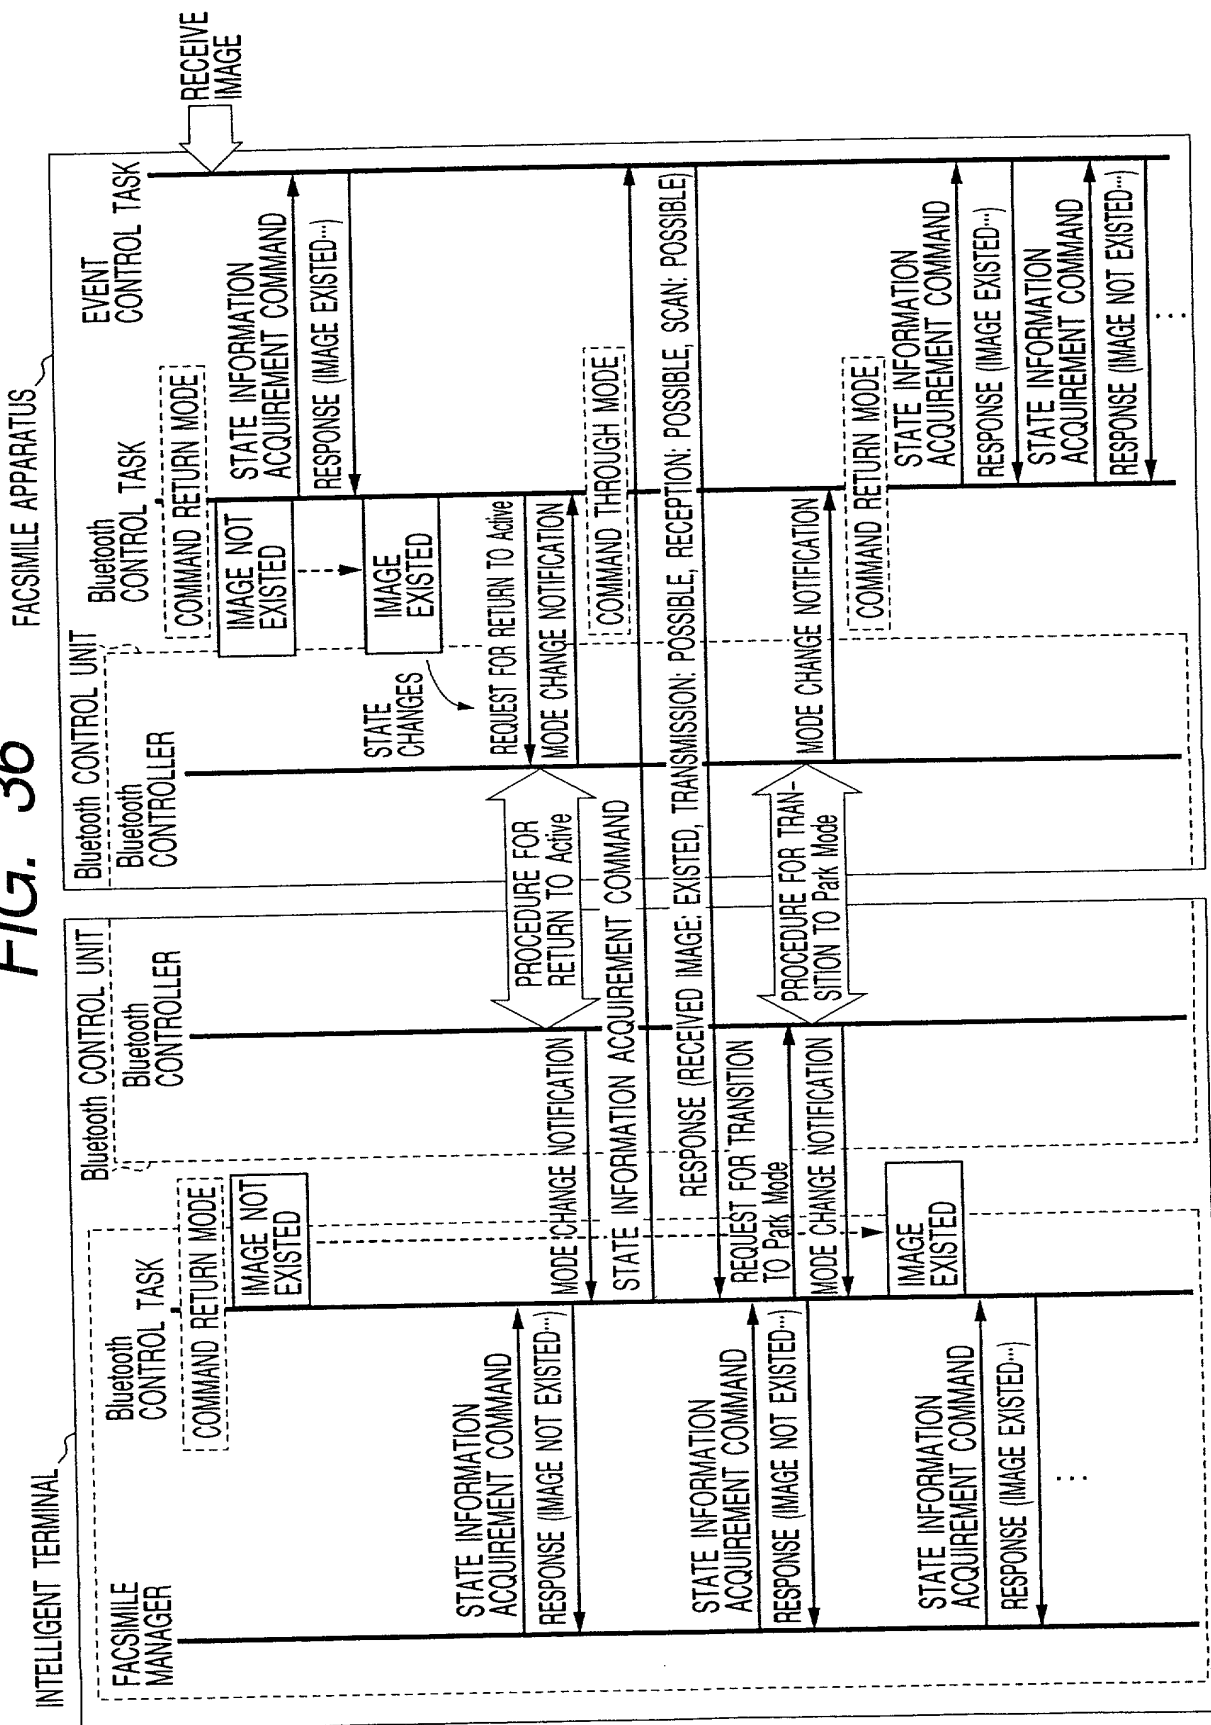 FIG. 36
INTELLIGENT TERMINAL
FACSIMILE APPARATUS
FACSIMILE
MANAGER
Bluetooth
CONTROL TASK
Bluetooth CONTROL UNIT
Bluetooth
CONTROLLER
Bluetooth CONTROL UNIT
Bluetooth
CONTROLLER
Bluetooth
CONTROL TASK
EVENT
CONTROL TASK
RECEIVE
IMAGE
COMMAND RETURN MODE
IMAGE NOT
EXISTED
COMMAND RETURN MODE
IMAGE NOT
EXISTED
STATE INFORMATION
ACQUIREMENT COMMAND
RESPONSE (IMAGE EXISTED···)
IMAGE
EXISTED
STATE
CHANGES
STATE INFORMATION
ACQUIREMENT COMMAND
RESPONSE (IMAGE NOT EXISTED···)
REQUEST FOR RETURN TO Active
PROCEDURE FOR
RETURN TO Active
MODE CHANGE NOTIFICATION
MODE CHANGE NOTIFICATION
COMMAND THROUGH MODE
STATE INFORMATION ACQUIREMENT COMMAND
RESPONSE (RECEIVED IMAGE: EXISTED, TRANSMISSION: POSSIBLE, RECEPTION: POSSIBLE, SCAN: POSSIBLE)
STATE INFORMATION
ACQUIREMENT COMMAND
RESPONSE (IMAGE NOT EXISTED···)
REQUEST FOR TRANSITION
TO Park Mode
PROCEDURE FOR TRAN-
SITION TO Park Mode
MODE CHANGE NOTIFICATION
MODE CHANGE NOTIFICATION
COMMAND RETURN MODE
IMAGE
EXISTED
STATE INFORMATION
ACQUIREMENT COMMAND
RESPONSE (IMAGE EXISTED···)
STATE INFORMATION
ACQUIREMENT COMMAND
RESPONSE (IMAGE EXISTED···)
STATE INFORMATION
ACQUIREMENT COMMAND
RESPONSE (IMAGE NOT EXISTED···)
···
···